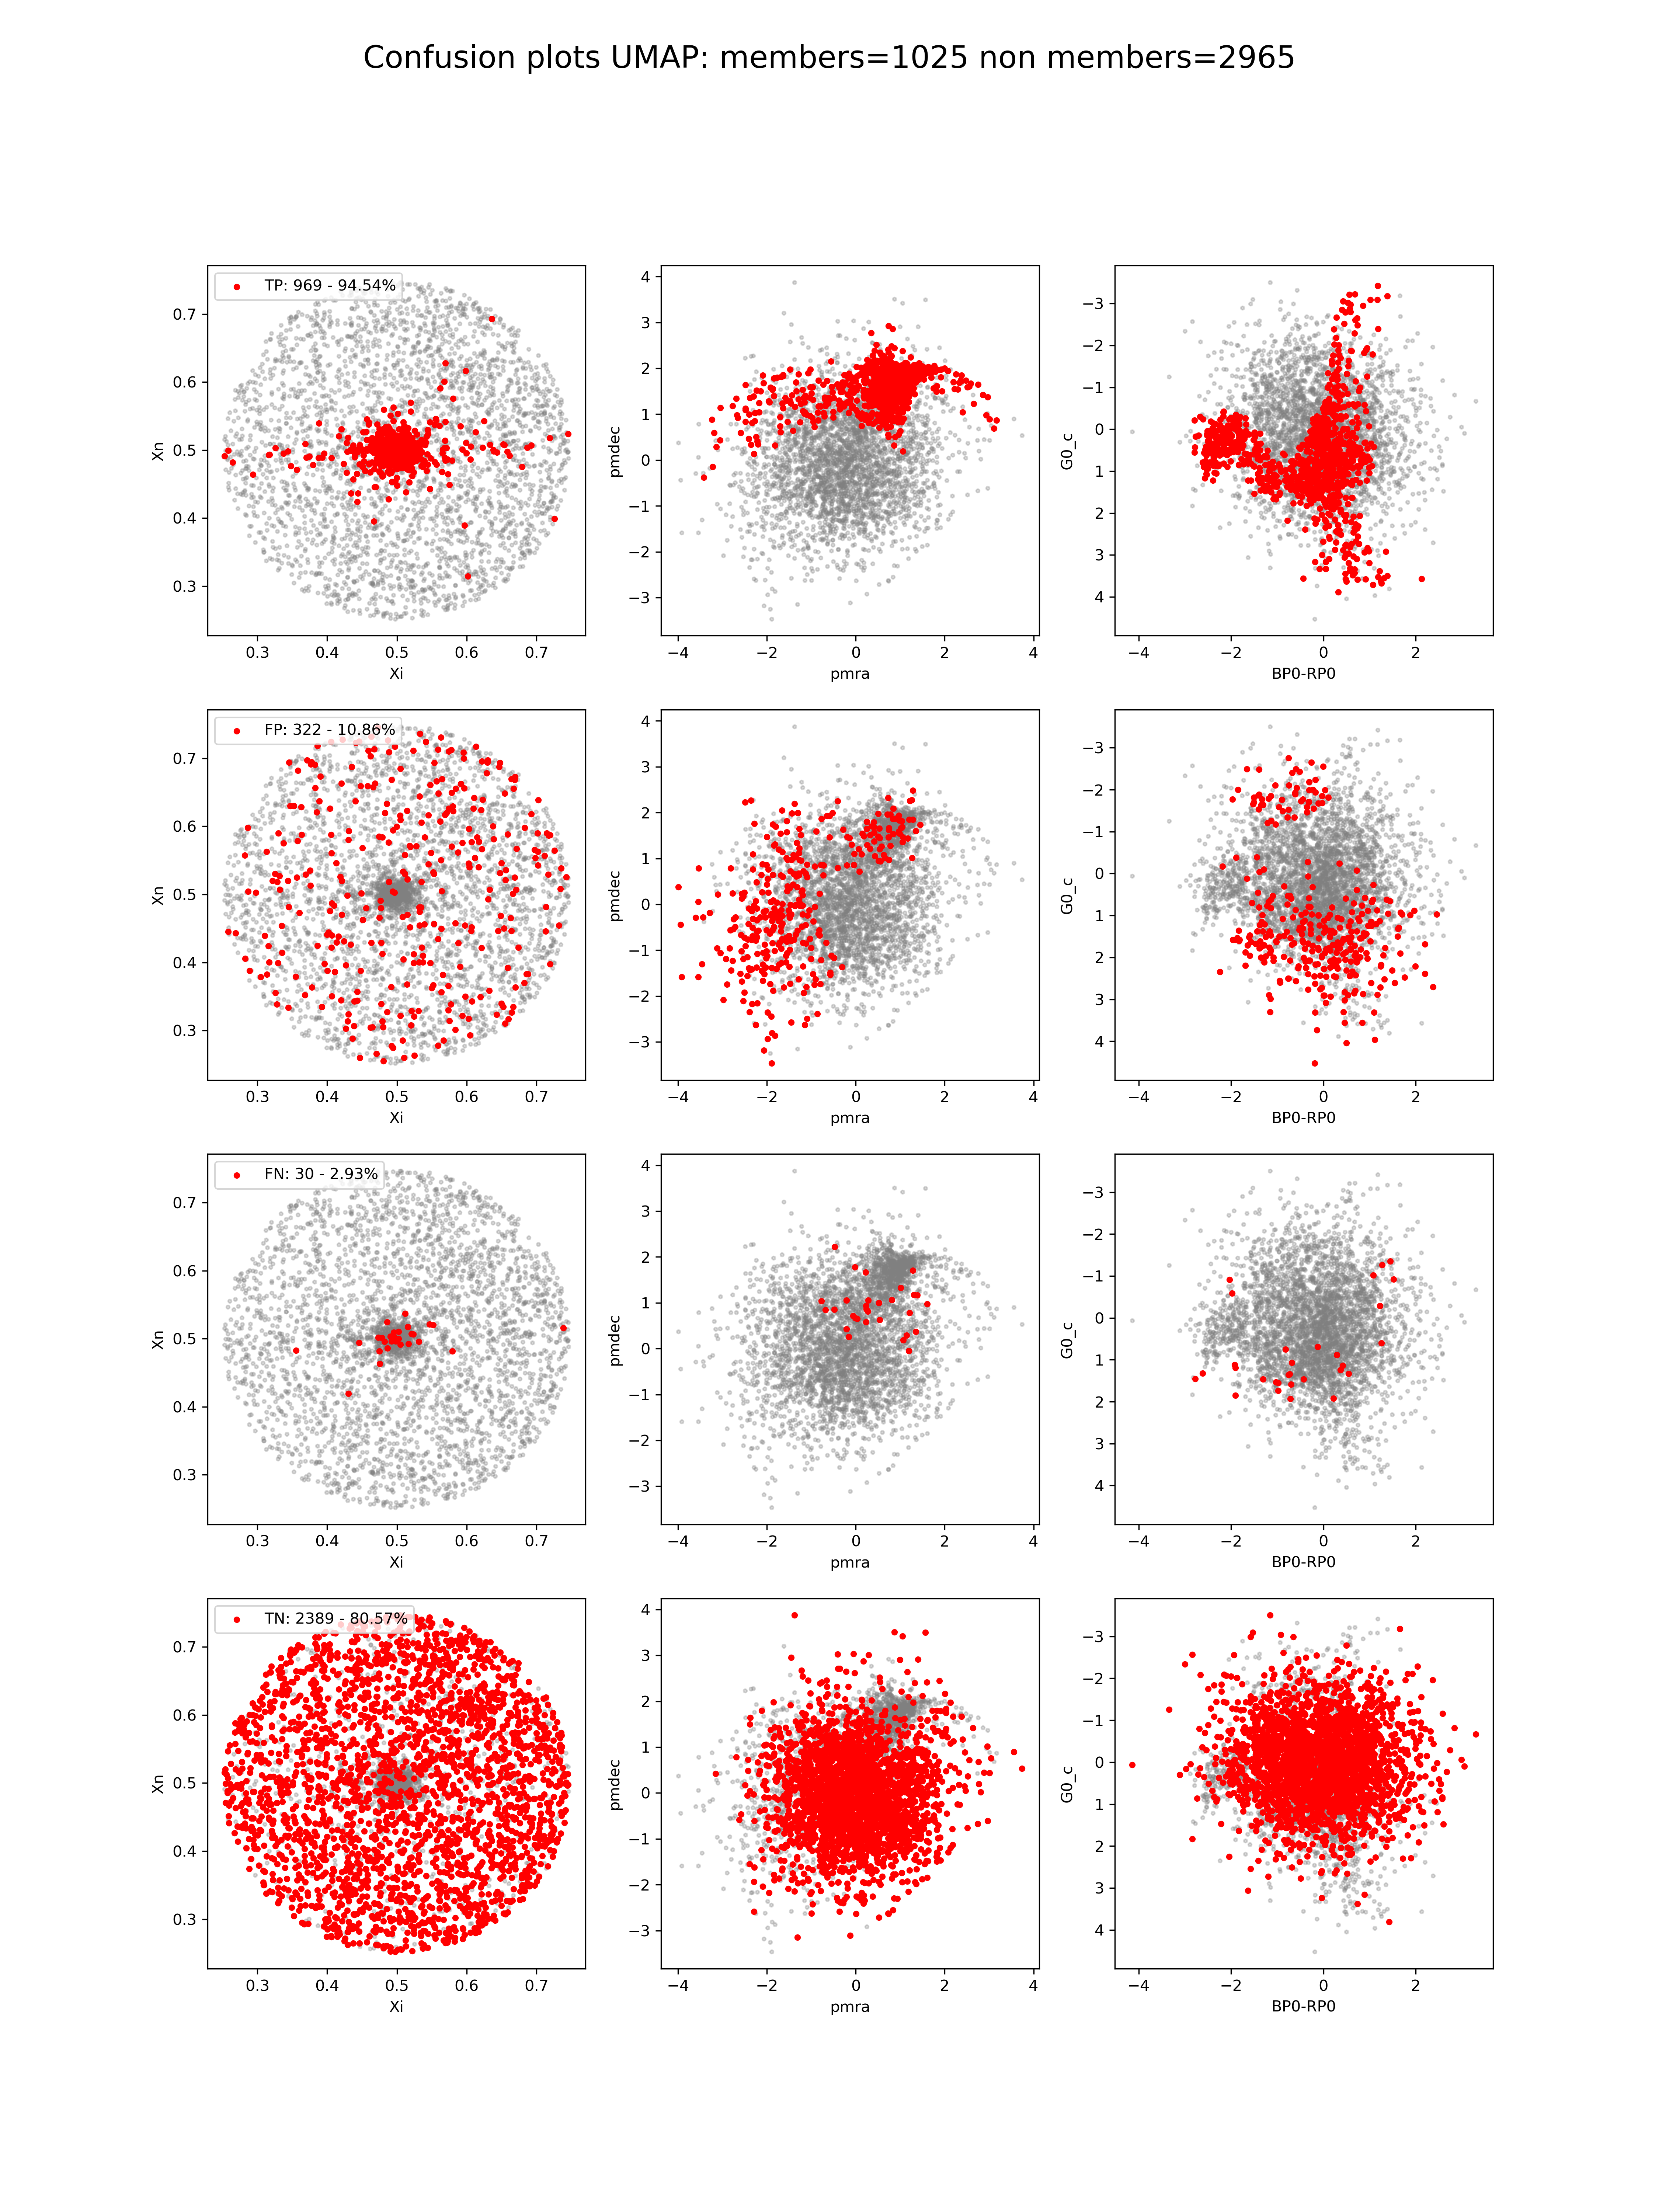 Confusion plots UMAP: members=1025 non members=2965
TP: 969 - 94.54%
0.7
0.6
0.5
0.4
0.3
Xn
0.3 0.4 0.5 0.6 0.7
Xi
4
3
2
1
0
−1
−2
−3
pmdec
−4 −2 0 2 4
pmra
−3
−2
−1
0
1
2
3
4
G0_c
−4 −2 0 2
BP0-RP0
FP: 322 - 10.86%
0.7
0.6
0.5
0.4
0.3
Xn
0.3 0.4 0.5 0.6 0.7
Xi
4
3
2
1
0
−1
−2
−3
pmdec
−4 −2 0 2 4
pmra
−3
−2
−1
0
1
2
3
4
G0_c
−4 −2 0 2
BP0-RP0
FN: 30 - 2.93%
0.7
0.6
0.5
0.4
0.3
Xn
0.3 0.4 0.5 0.6 0.7
Xi
4
3
2
1
0
−1
−2
−3
pmdec
−4 −2 0 2 4
pmra
−3
−2
−1
0
1
2
3
4
G0_c
−4 −2 0 2
BP0-RP0
TN: 2389 - 80.57%
0.7
0.6
0.5
0.4
0.3
Xn
0.3 0.4 0.5 0.6 0.7
Xi
4
3
2
1
0
−1
−2
−3
pmdec
−4 −2 0 2 4
pmra
−3
−2
−1
0
1
2
3
4
G0_c
−4 −2 0 2
BP0-RP0